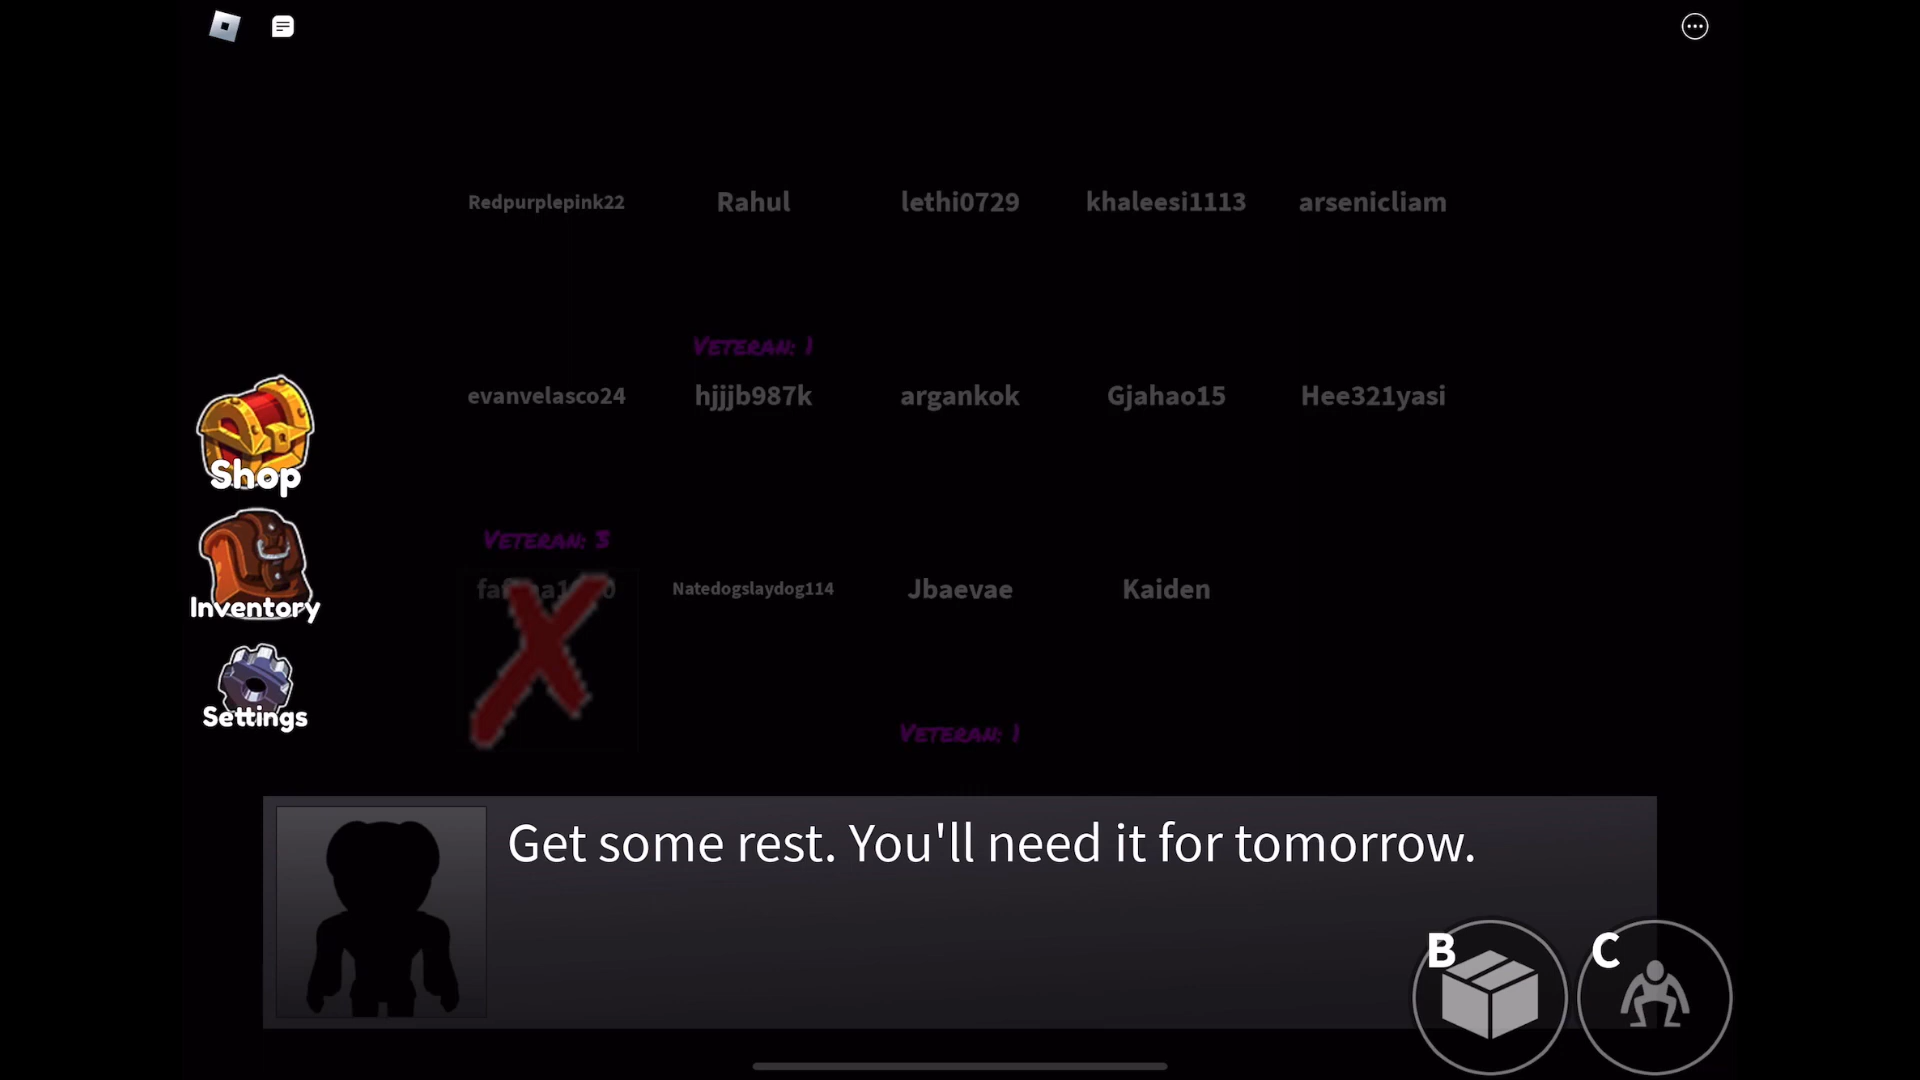 Redpurplepink22 Rahul lethi0729 khaleesi1113 arsenicliam
Veteran: 1
evanvelasco24 hjjjb987k argankok Gjahao15 Hee321yasi
Shop
Veteran: 3
Natedogslaydog114 Jbaevae Kaiden
Inventory
Settings
Veteran: 1
Get some rest. You'll need it for tomorrow.
B C